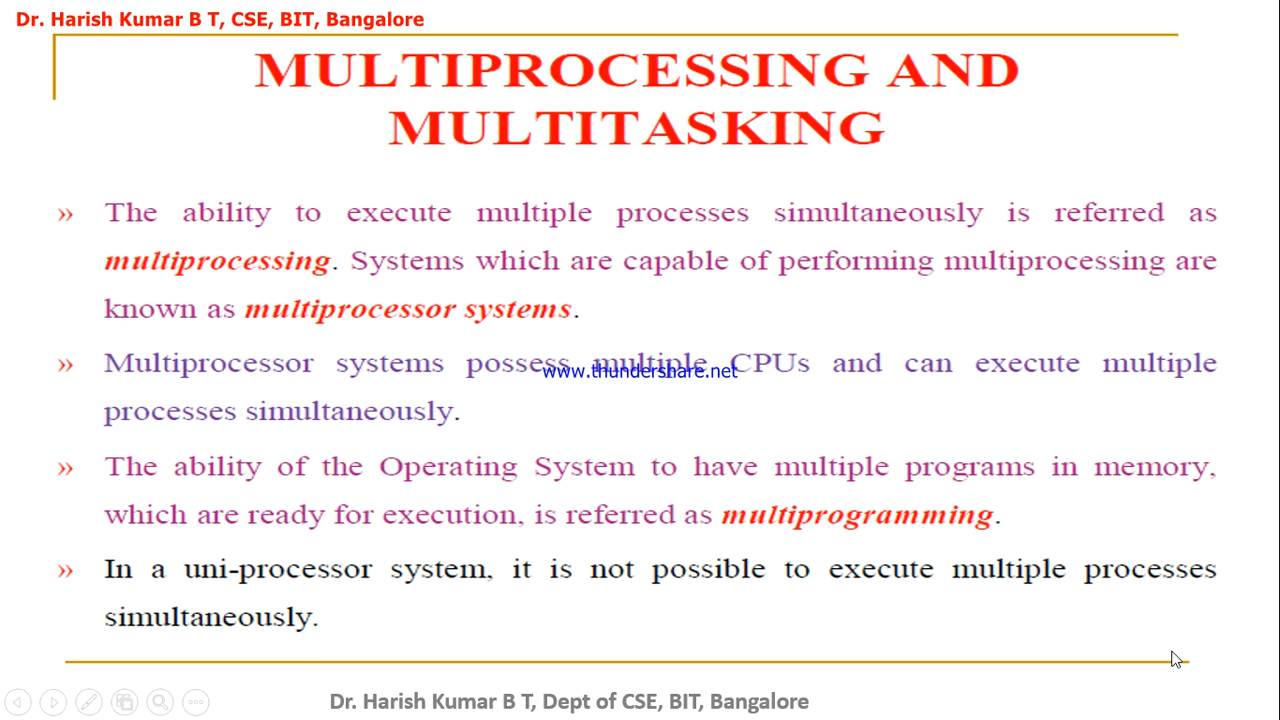 Dr. Harish Kumar B T, CSE, BIT, Bangalore
MULTIPROCESSING AND
MULTITASKING
» The ability to execute multiple processes simultaneously is referred as
multiprocessing. Systems which are capable of performing multiprocessing are
known as multiprocessor systems.
» Multiprocessor systems possess multiple CPUs and can execute multiple
www.thundershare.net
processes simultaneously.
» The ability of the Operating System to have multiple programs in memory,
which are ready for execution, is referred as multiprogramming.
» In a uni-processor system, it is not possible to execute multiple processes
simultaneously.
Dr. Harish Kumar B T, Dept of CSE, BIT, Bangalore